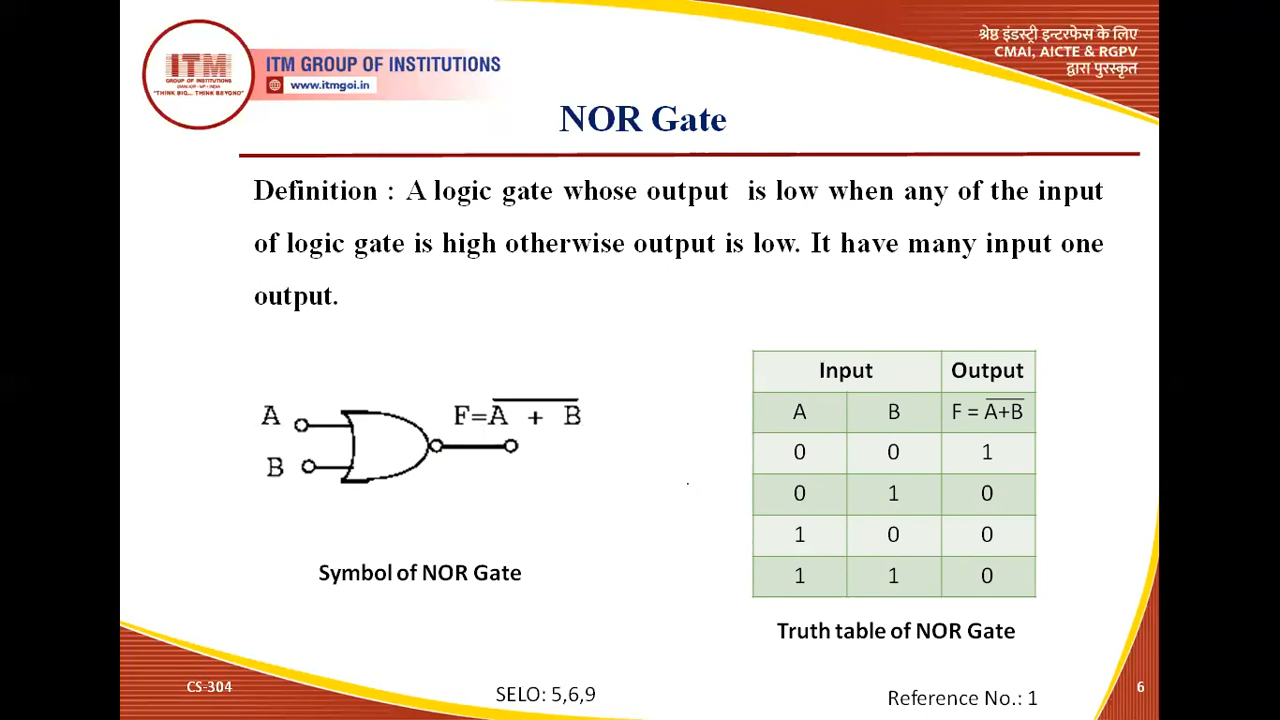 ITM
GROUP OF INSTITUTIONS
GWALIOR • MP • INDIA
"THINK BIG... THINK BEYOND"
ITM GROUP OF INSTITUTIONS
www.itmgoi.in
श्रेष्ठ इंडस्ट्री इन्टरफेस के लिए
CMAI, AICTE & RGPV
द्वारा पुरस्कृत
NOR Gate
Definition : A logic gate whose output is low when any of the input
of logic gate is high otherwise output is low. It have many input one
output.
A
B
F=A̅ ̅+̅ ̅B̅
Symbol of NOR Gate
Input Output
A B F = A̅+̅B̅
0 0 1
0 1 0
1 0 0
1 1 0
Truth table of NOR Gate
CS-304
SELO: 5,6,9
Reference No.: 1
6